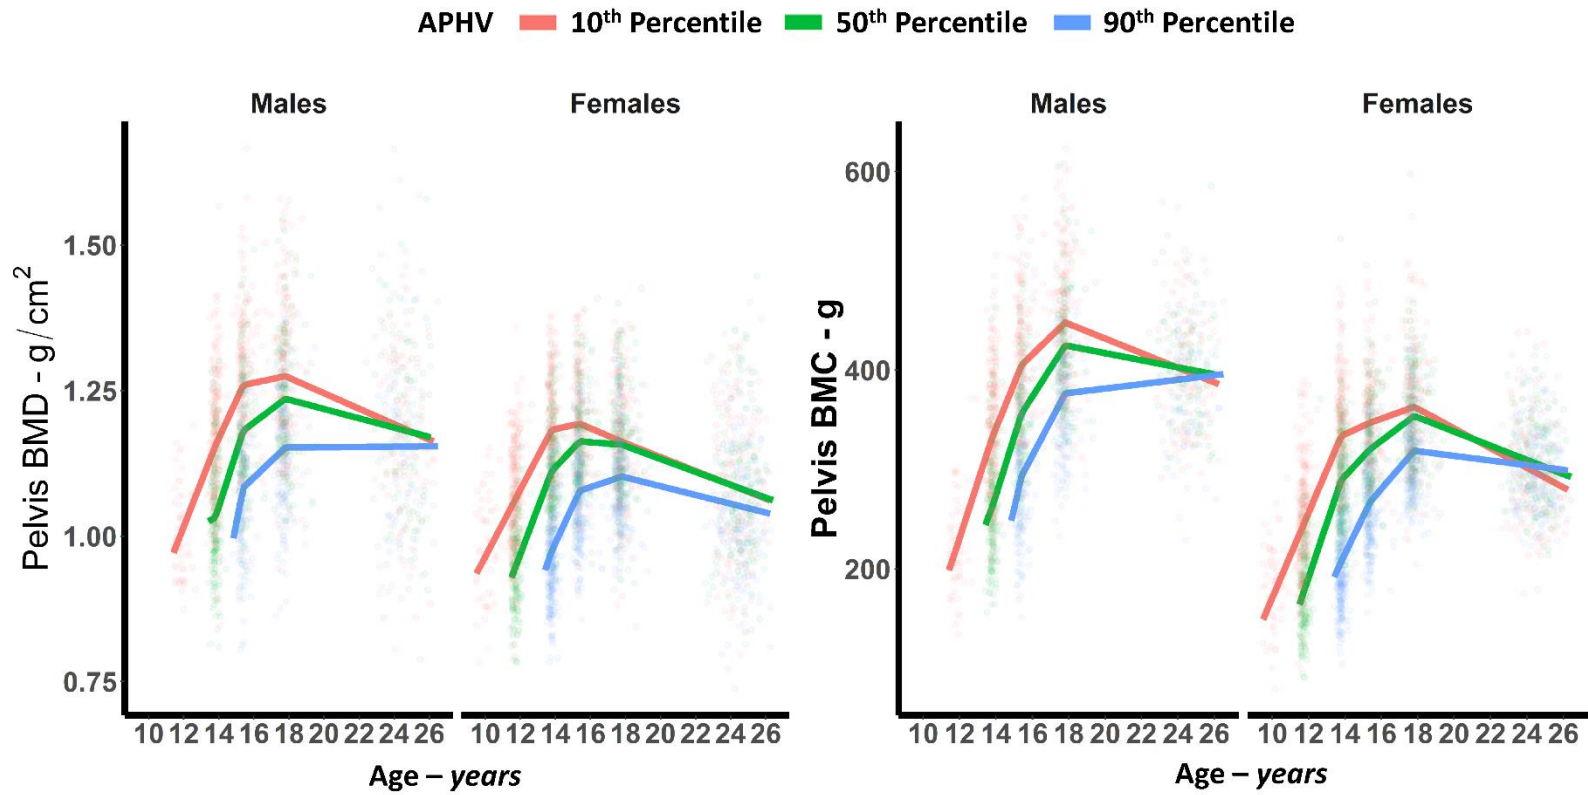 APHV 10th Percentile 50th Percentile 90th Percentile
Males Females Males Females
Pelvis BMD - g/cm²
1.50
1.25
1.00
0.75
10 12 14 16 18 20 22 24 26 10 12 14 16 18 20 22 24 26
Age – years
Pelvis BMC - g
600
400
200
10 12 14 16 18 20 22 24 26 10 12 14 16 18 20 22 24 26
Age – years